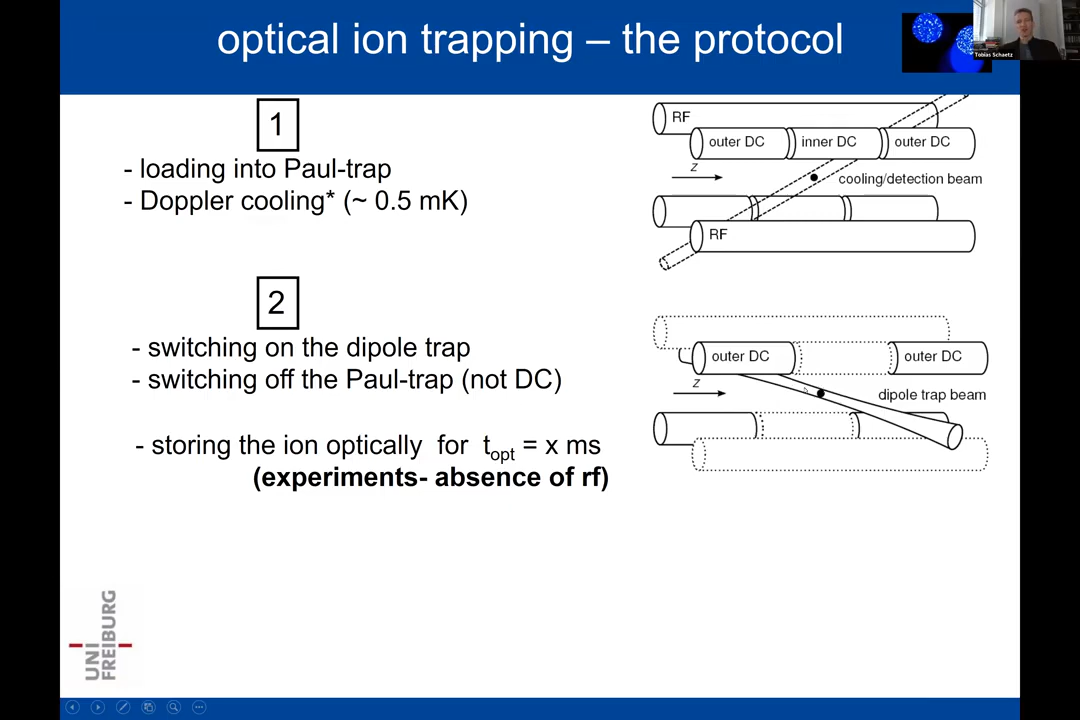 optical ion trapping – the protocol
Tobias Schaetz
1
- loading into Paul-trap
- Doppler cooling* (~ 0.5 mK)
RF
outer DC
inner DC
outer DC
z
cooling/detection beam
RF
2
- switching on the dipole trap
- switching off the Paul-trap (not DC)
- storing the ion optically for topt = x ms
(experiments- absence of rf)
outer DC
outer DC
z
dipole trap beam
UNI
FREIBURG